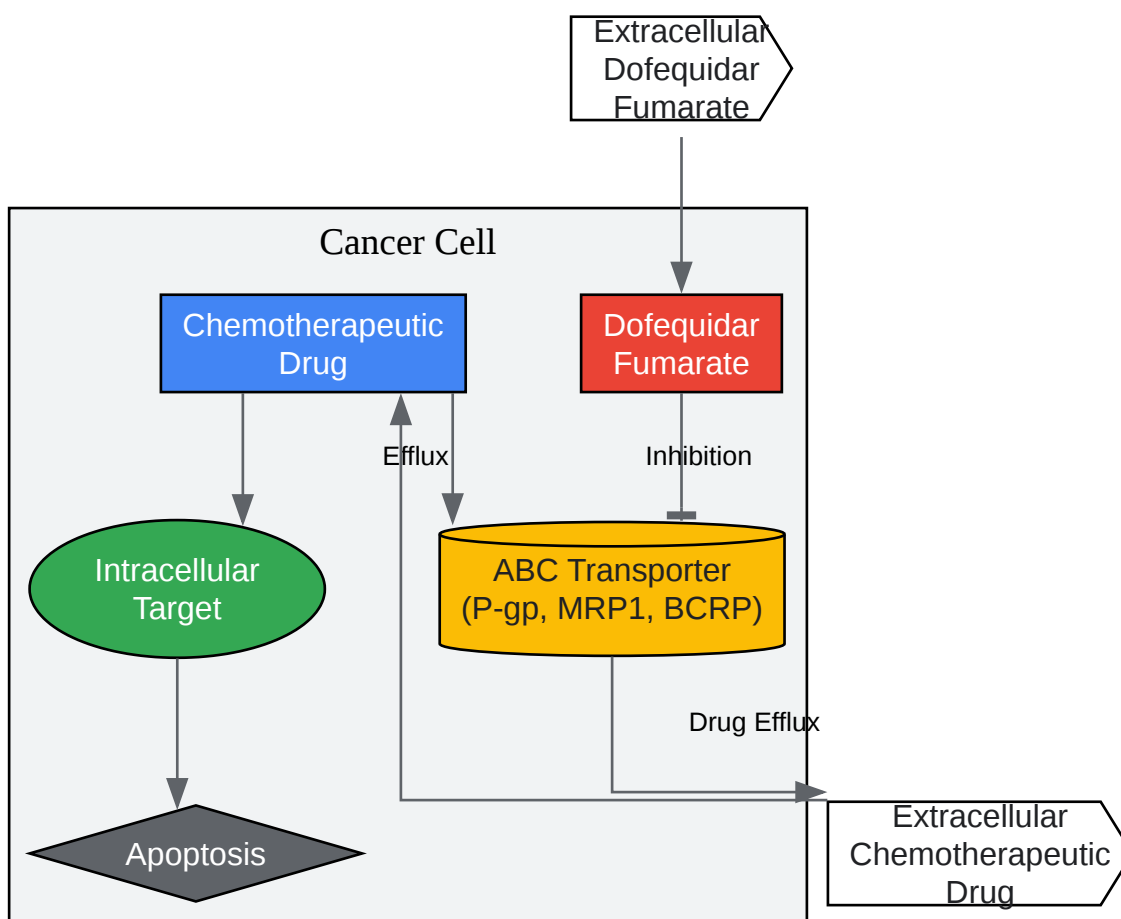 Extracellular
Dofequidar
Fumarate
Cancer Cell
Chemotherapeutic
Drug
Dofequidar
Fumarate
Efflux
Inhibition
Intracellular
Target
ABC Transporter
(P-gp, MRP1, BCRP)
Drug Efflux
Apoptosis
Extracellular
Chemotherapeutic
Drug